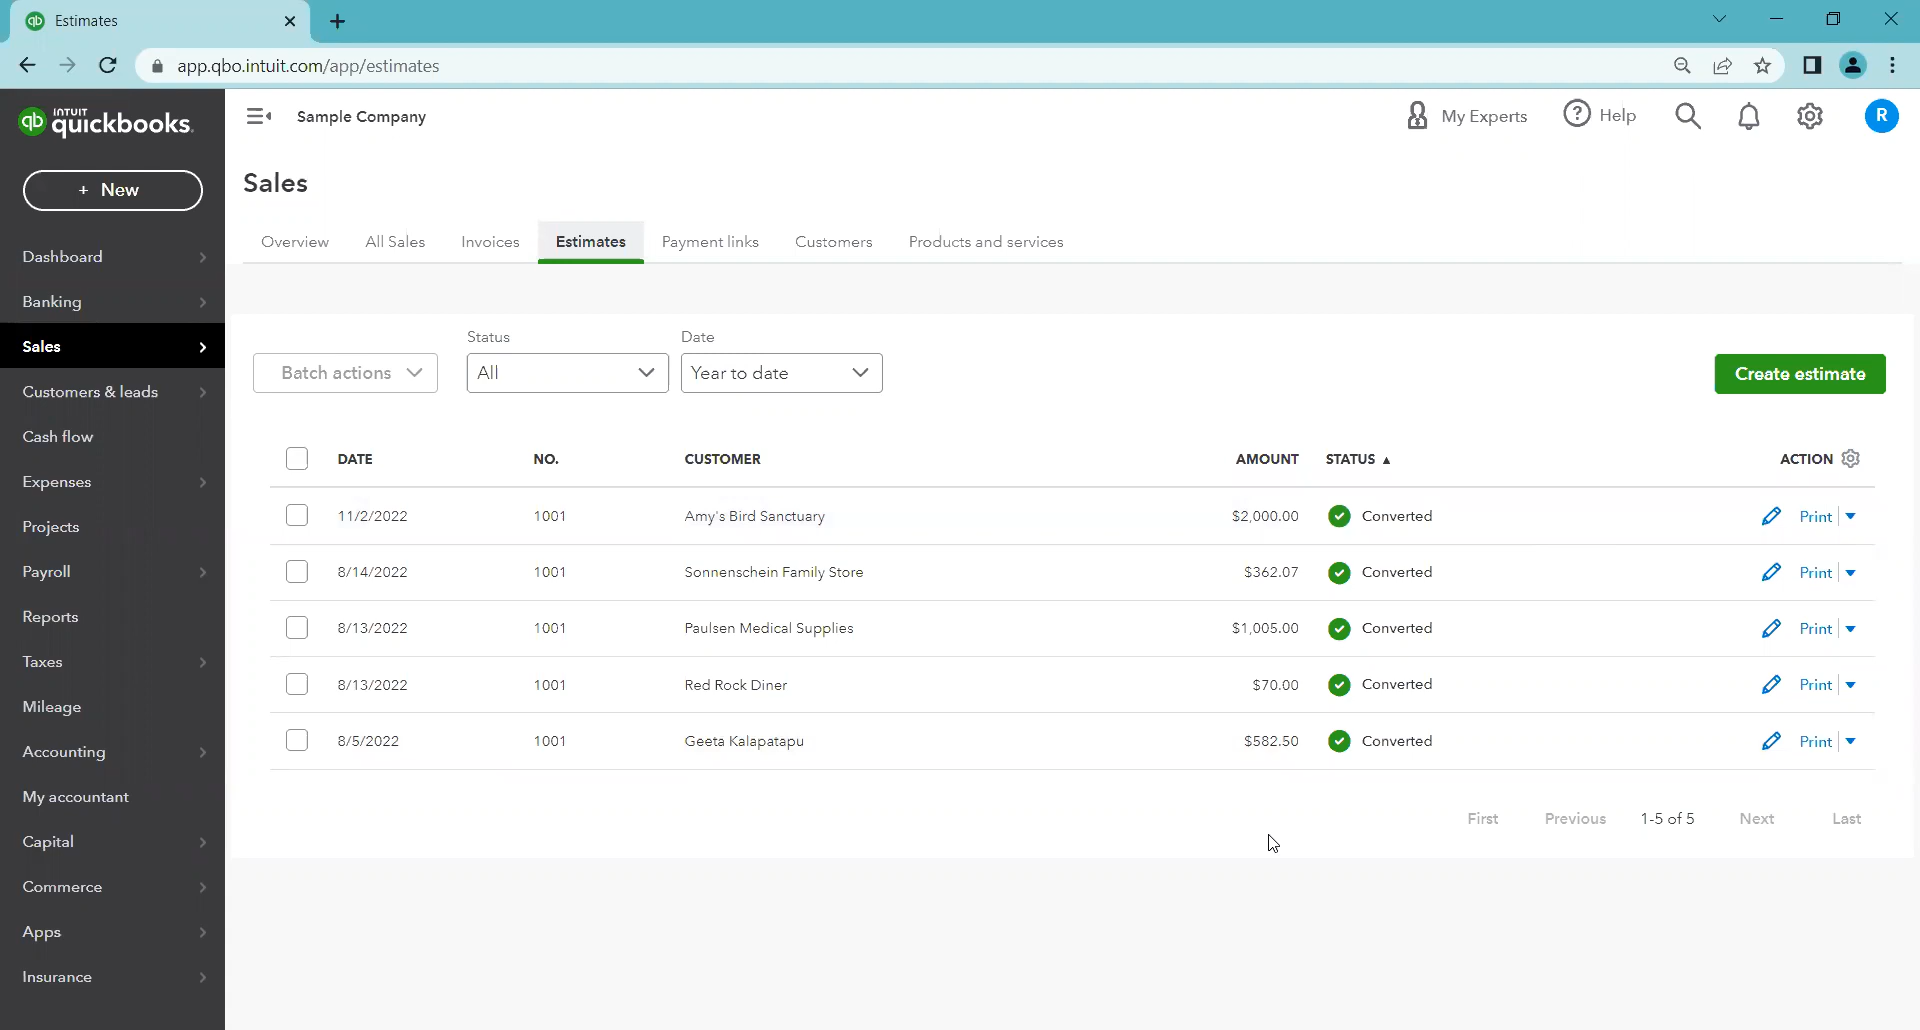 Estimates
app.qbo.intuit.com/app/estimates
INTUIT
quickbooks.
Sample Company
My Experts
Help
R
+ New
Dashboard
Banking
Sales
Customers & leads
Cash flow
Expenses
Projects
Payroll
Reports
Taxes
Mileage
Accounting
My accountant
Capital
Commerce
Apps
Insurance
Sales
Overview All Sales Invoices Estimates Payment links Customers Products and services
Status Date
Batch actions All Year to date Create estimate
DATE NO. CUSTOMER AMOUNT STATUS ▲ ACTION
11/2/2022 1001 Amy's Bird Sanctuary $2,000.00 Converted Print
8/14/2022 1001 Sonnenschein Family Store $362.07 Converted Print
8/13/2022 1001 Paulsen Medical Supplies $1,005.00 Converted Print
8/13/2022 1001 Red Rock Diner $70.00 Converted Print
8/5/2022 1001 Geeta Kalapatapu $582.50 Converted Print
First Previous 1-5 of 5 Next Last